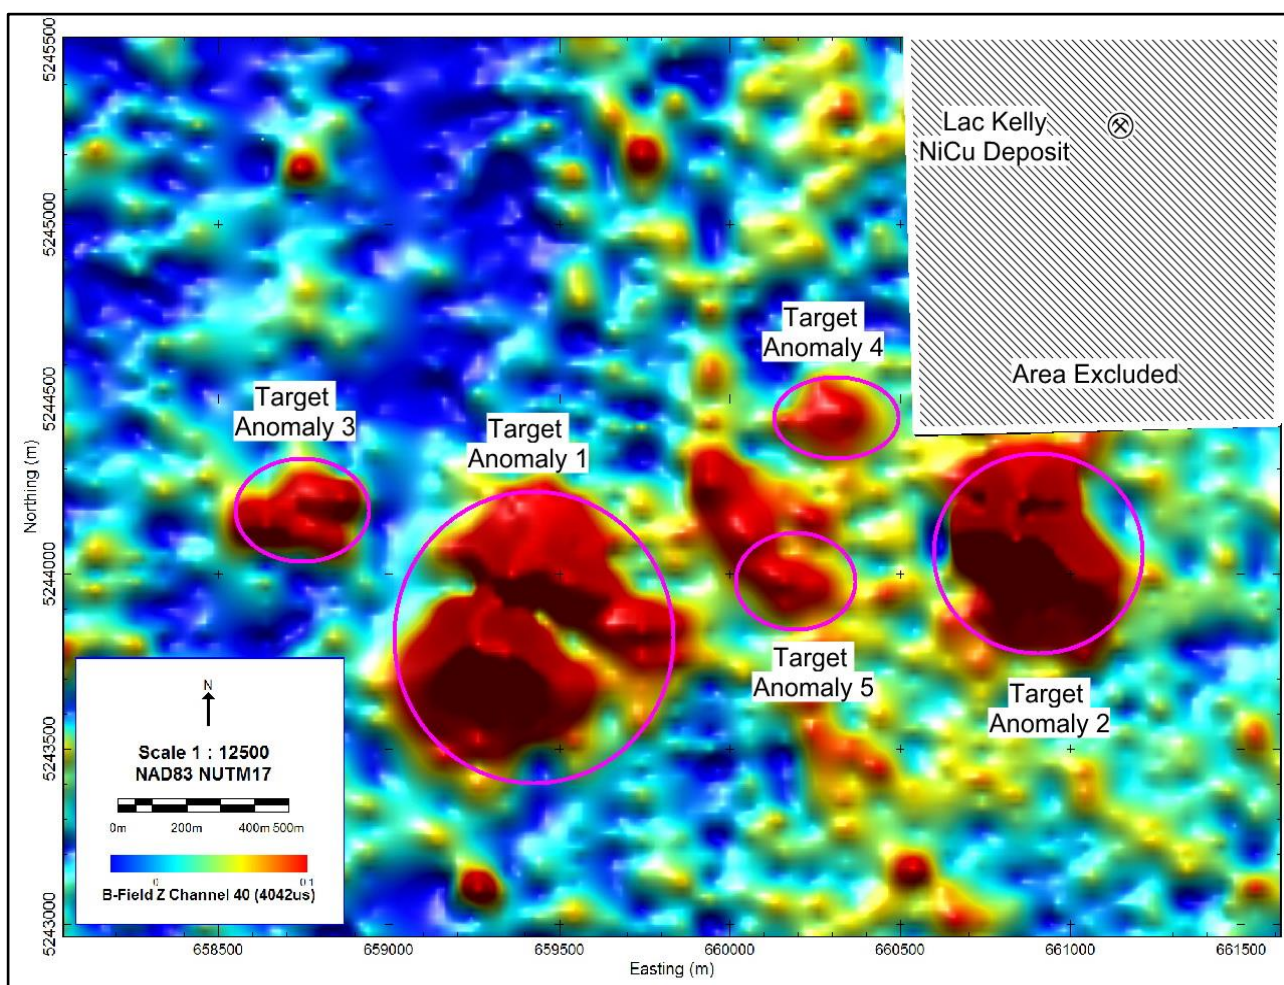 Lac Kelly
NiCu Deposit
Area Excluded
Target
Anomaly 4
Target
Anomaly 3
Target
Anomaly 1
Target
Anomaly 5
Target
Anomaly 2
N
Scale 1 : 12500
NAD83 NUTM17
0m 200m 400m 500m
0 0.1
B-Field Z Channel 40 (4042us)
5245500
5245000
5244500
5244000
5243500
5243000
Northing (m)
658500 659000 659500 660000 660500 661000 661500
Easting (m)